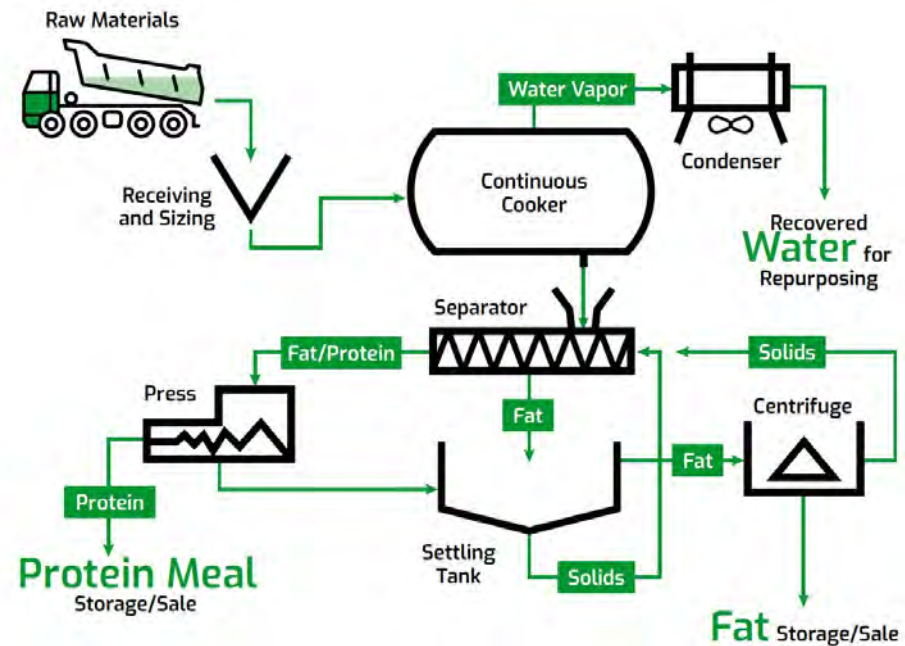 Raw Materials
Water Vapor
Condenser
Receiving
and Sizing
Continuous
Cooker
Recovered
Water for
Repurposing
Separator
Fat/Protein
Solids
Press
Fat
Centrifuge
Fat
Protein
Settling
Tank
Solids
Protein Meal
Storage/Sale
Fat Storage/Sale